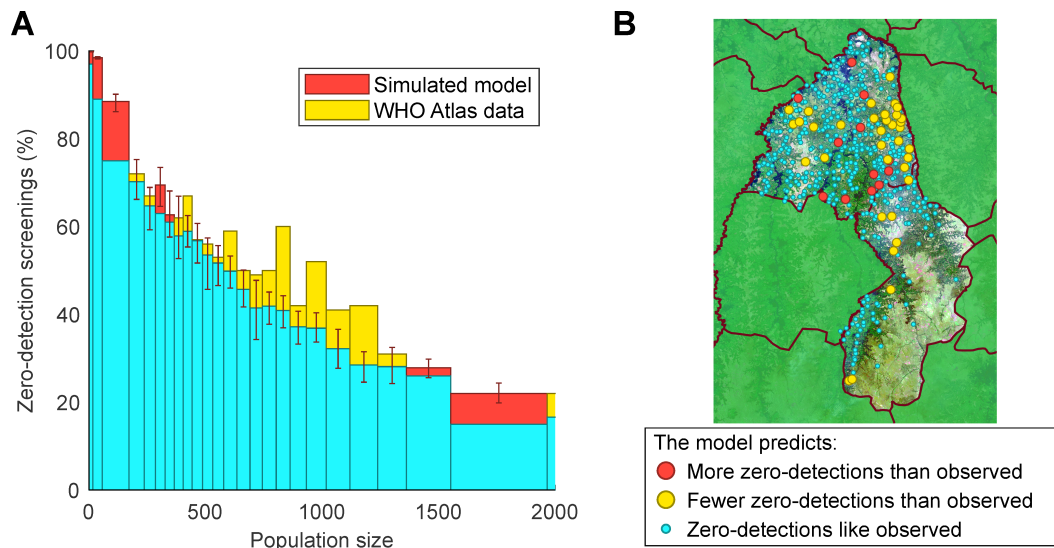 A
B
100
80
60
40
20
0
Zero-detection screenings (%)
Simulated model
WHO Atlas data
0
500
1000
1500
2000
Population size
The model predicts:
More zero-detections than observed
Fewer zero-detections than observed
Zero-detections like observed